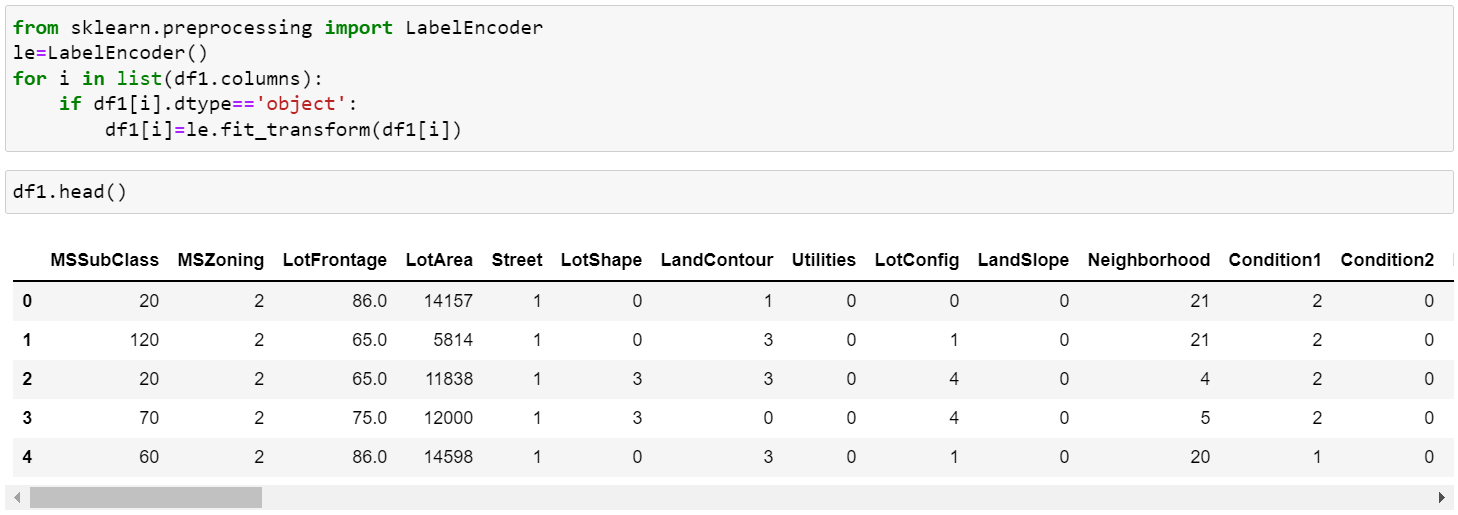 from sklearn.preprocessing import LabelEncoder
le=LabelEncoder()
for i in list(df1.columns):
    if df1[i].dtype=='object':
        df1[i]=le.fit_transform(df1[i])
df1.head()
MSSubClass MSZoning LotFrontage LotArea Street LotShape LandContour Utilities LotConfig LandSlope Neighborhood Condition1 Condition2
0 20 2 86.0 14157 1 0 1 0 0 0 21 2 0
1 120 2 65.0 5814 1 0 3 0 1 0 21 2 0
2 20 2 65.0 11838 1 3 3 0 4 0 4 2 0
3 70 2 75.0 12000 1 3 0 0 4 0 5 2 0
4 60 2 86.0 14598 1 0 3 0 1 0 20 1 0